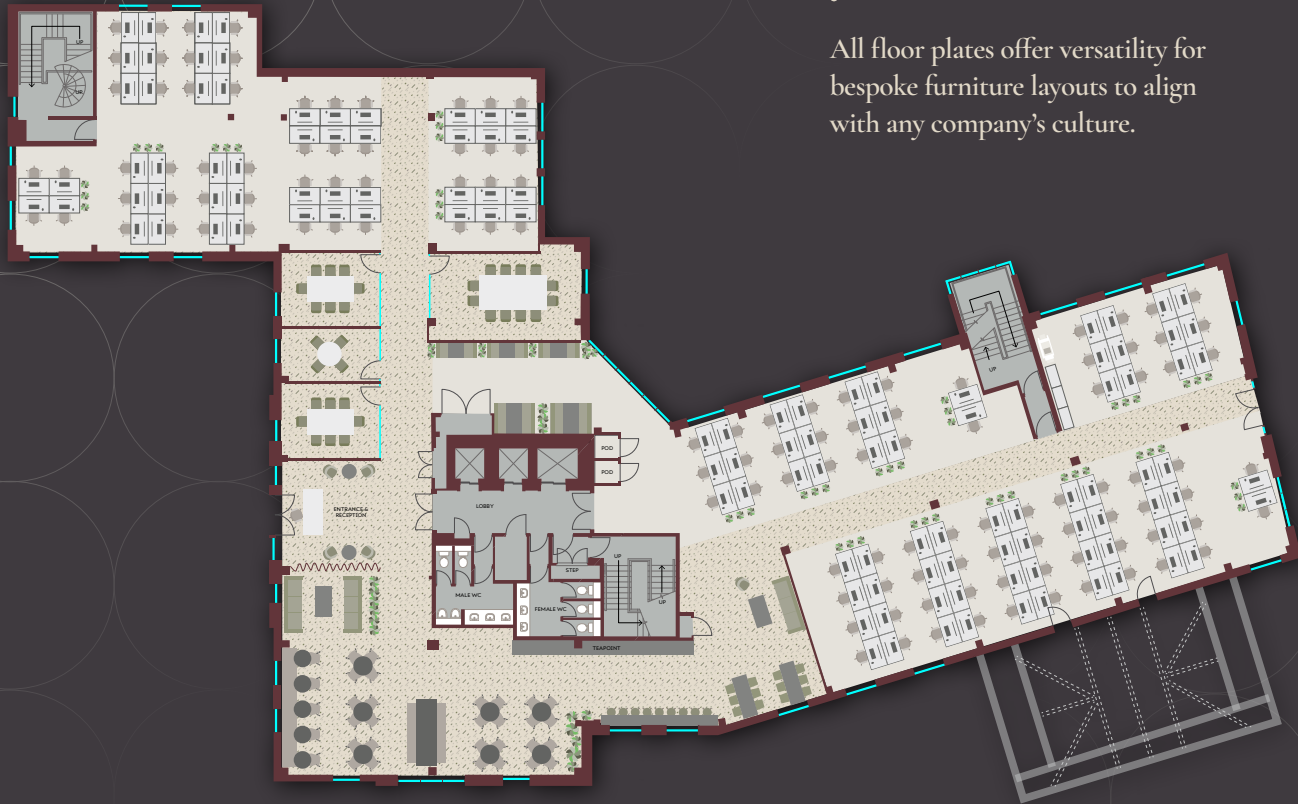 All floor plates offer versatility for
bespoke furniture layouts to align
with any company’s culture.
UP
UP
UP
POD
POD
ENTRANCE &
RECEPTION
LOBBY
UP
STEP
UP
MALE WC
FEMALE WC
TEAPOINT